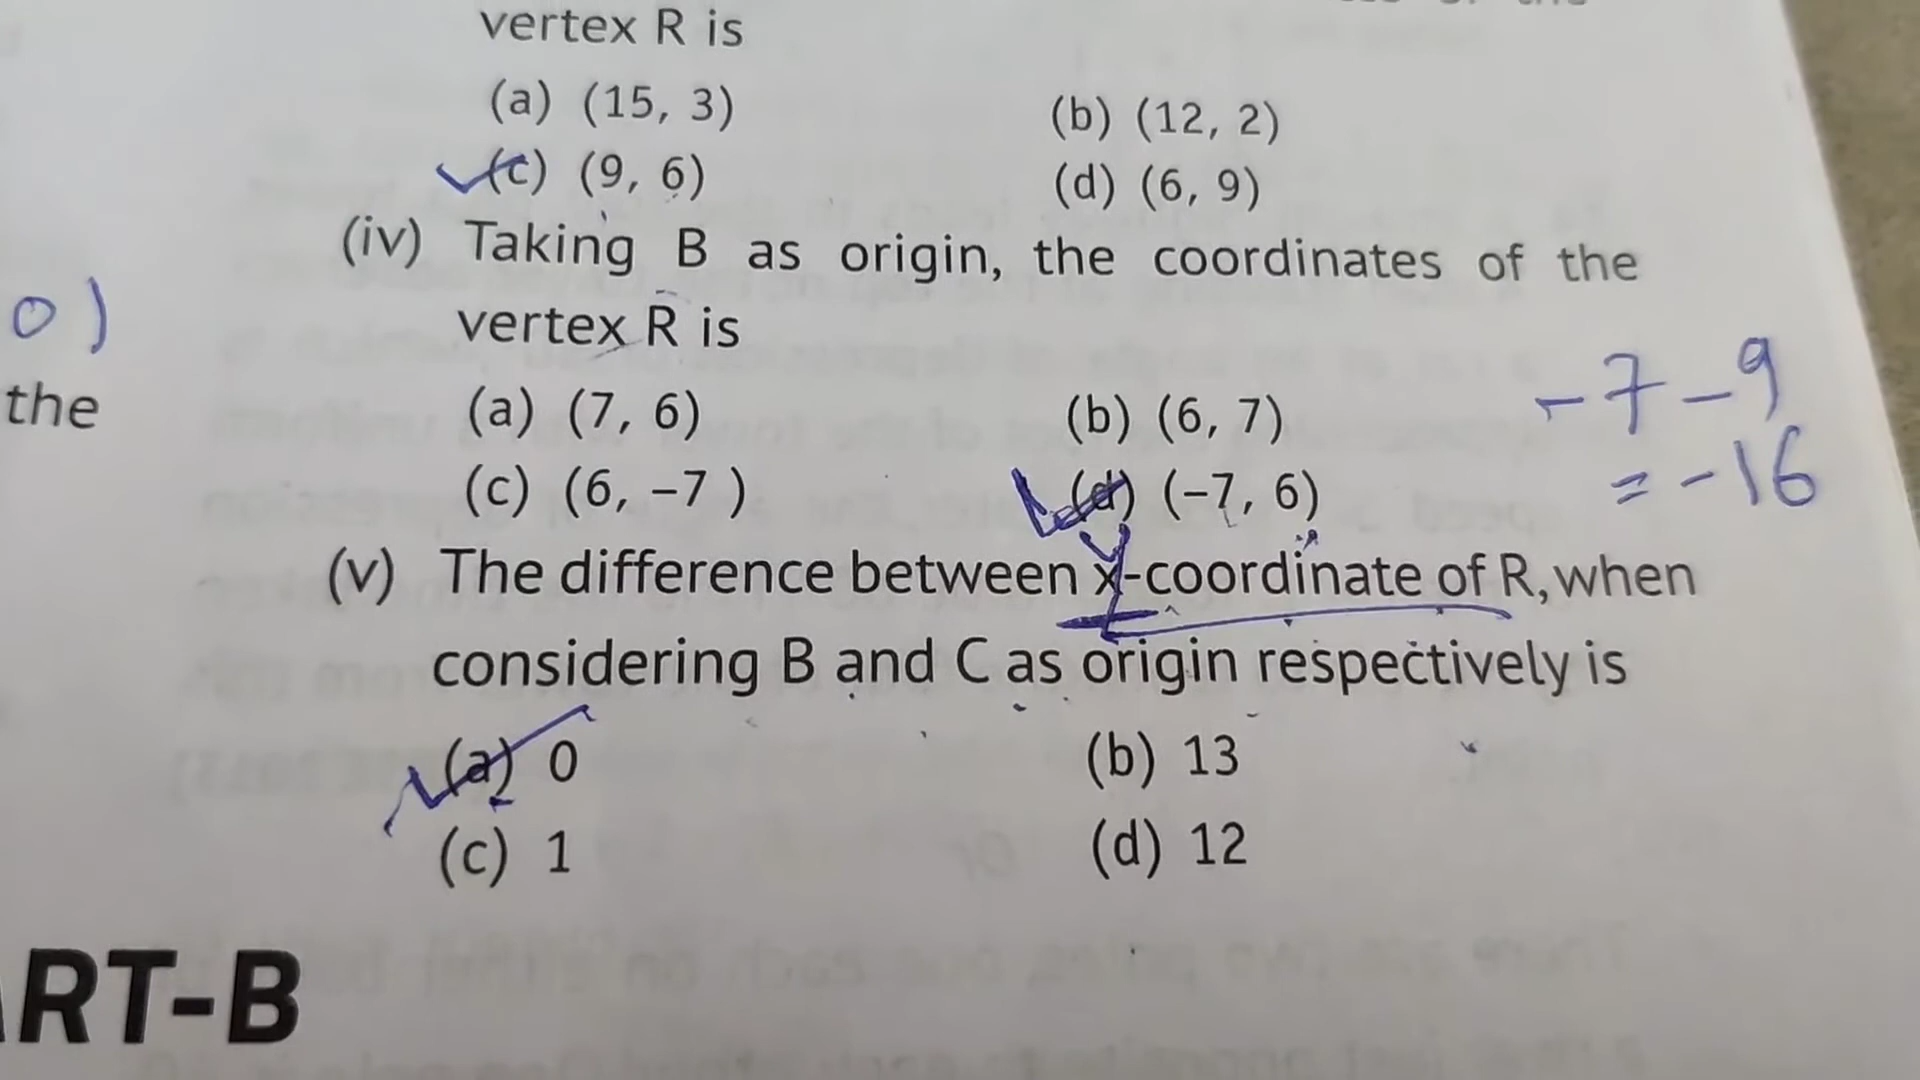 vertex R is
(a) (15, 3) (b) (12, 2)
(c) (9, 6) (d) (6, 9)
(iv) Taking B as origin, the coordinates of the
vertex R is
(a) (7, 6) (b) (6, 7)
(c) (6, –7 ) (d) (–7, 6)
(v) The difference between x-coordinate of R, when
considering B and C as origin respectively is
(a) 0 (b) 13
(c) 1 (d) 12
0)
the
-7-9
= -16
y
RT-B